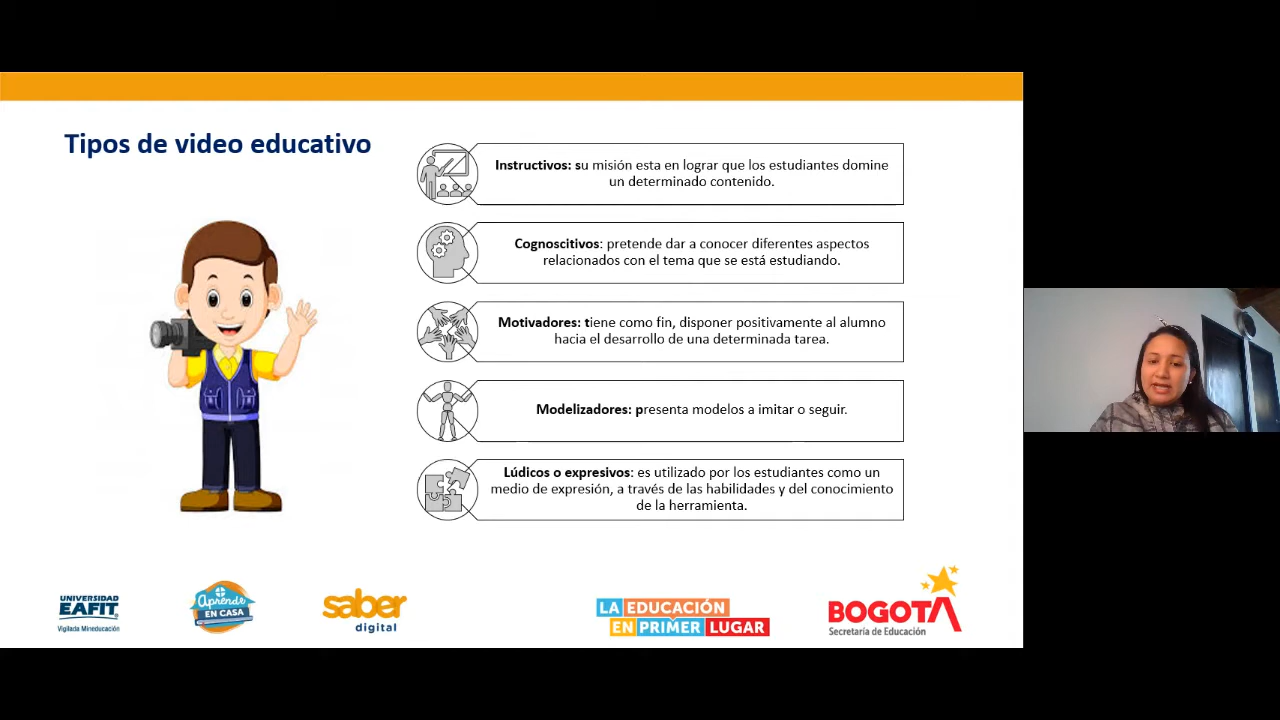 Tipos de video educativo
Instructivos: su misión esta en lograr que los estudiantes domine
un determinado contenido.
Cognoscitivos: pretende dar a conocer diferentes aspectos
relacionados con el tema que se está estudiando.
Motivadores: tiene como fin, disponer positivamente al alumno
hacia el desarrollo de una determinada tarea.
Modelizadores: presenta modelos a imitar o seguir.
Lúdicos o expresivos: es utilizado por los estudiantes como un
medio de expresión, a través de las habilidades y del conocimiento
de la herramienta.
UNIVERSIDAD
EAFIT
Vigilada Mineducación
Aprende
EN CASA
saber
digital
LA EDUCACIÓN
EN PRIMER LUGAR
BOGOTA
Secretaría de Educación